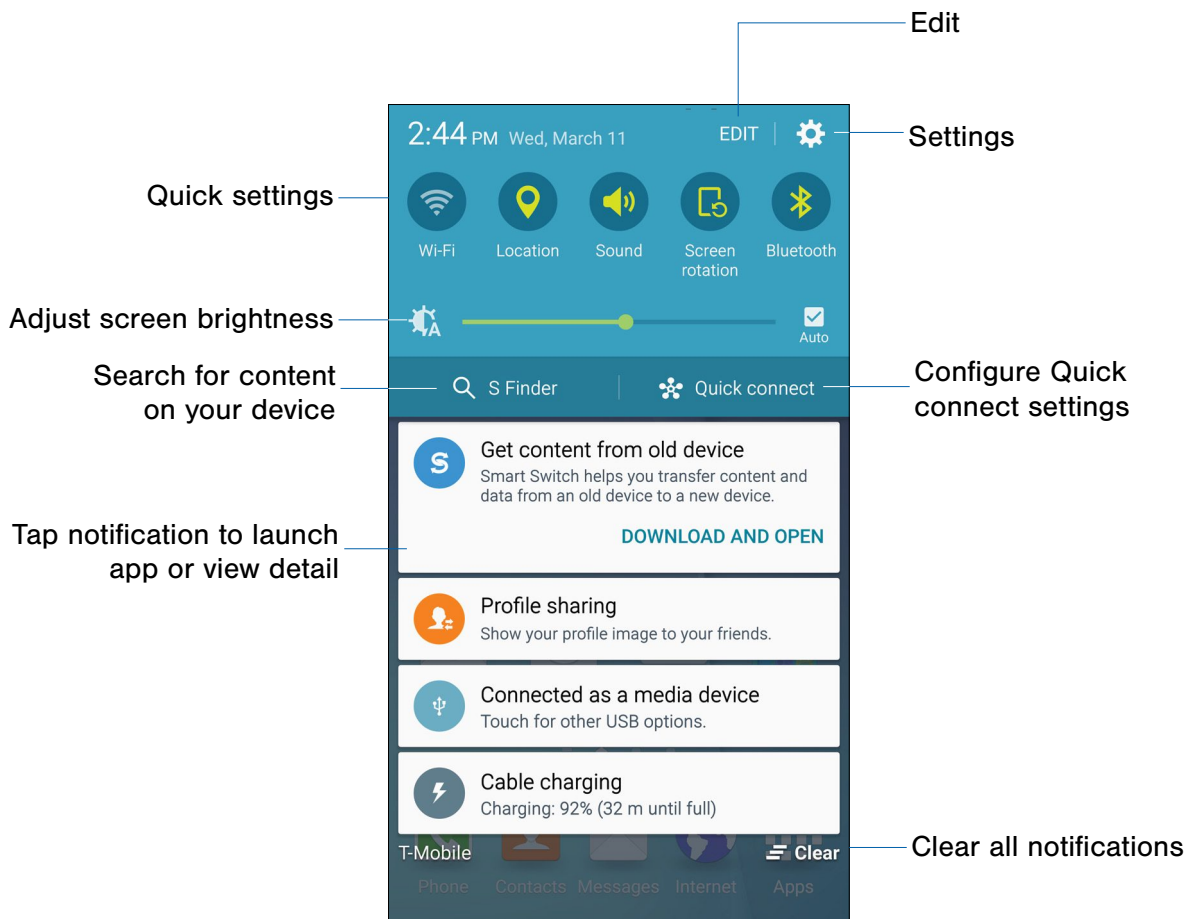 Edit
2:44 PM Wed, March 11
EDIT
Settings
Quick settings
Wi-Fi
Location
Sound
Screen
rotation
Bluetooth
Adjust screen brightness
A
Auto
Search for content
on your device
S Finder
Quick connect
Configure Quick
connect settings
S
Get content from old device
Smart Switch helps you transfer content and
data from an old device to a new device.
DOWNLOAD AND OPEN
Tap notification to launch
app or view detail
Profile sharing
Show your profile image to your friends.
Connected as a media device
Touch for other USB options.
Cable charging
Charging: 92% (32 m until full)
T-Mobile
Clear
Clear all notifications
Phone
Contacts
Messages
Internet
Apps